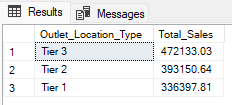 Results Messages
Outlet_Location_Type Total_Sales
1 Tier 3 472133.03
2 Tier 2 393150.64
3 Tier 1 336397.81